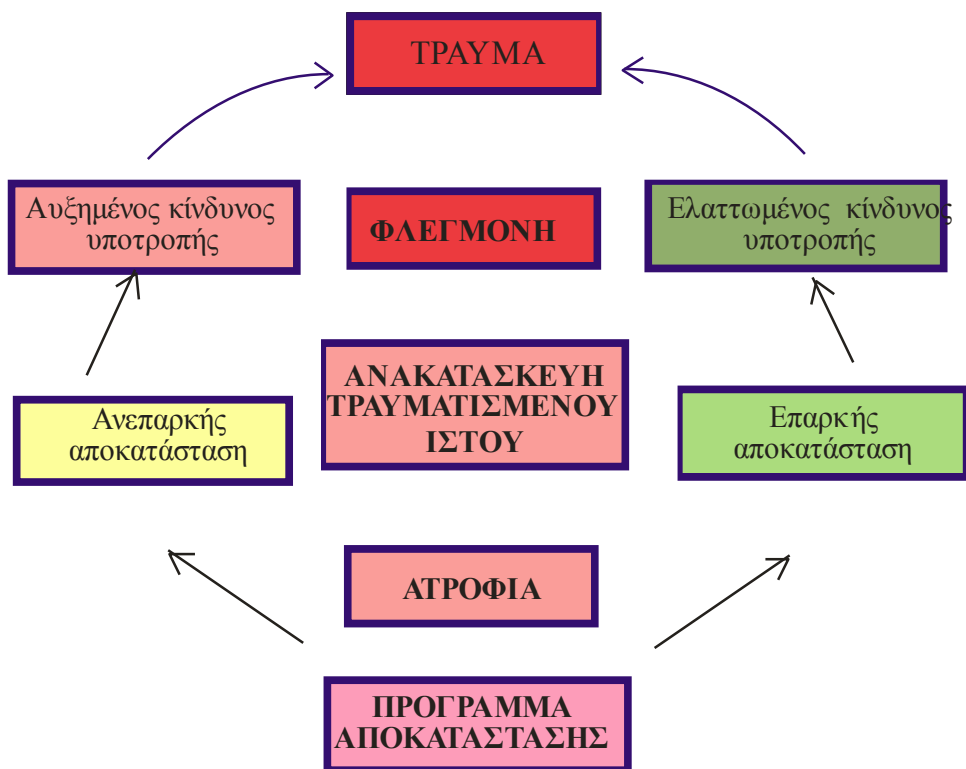 ΤΡΑΥΜΑ
Αυξημένος κίνδυνος
υποτροπής
ΦΛΕΓΜΟΝΗ
Ελαττωμένος κίνδυνος
υποτροπής
ΑΝΑΚΑΤΑΣΚΕΥΗ
ΤΡΑΥΜΑΤΙΣΜΕΝΟΥ
ΙΣΤΟΥ
Ανεπαρκής
αποκατάσταση
Επαρκής
αποκατάσταση
ΑΤΡΟΦΙΑ
ΠΡΟΓΡΑΜΜΑ
ΑΠΟΚΑΤΑΣΤΑΣΗΣ